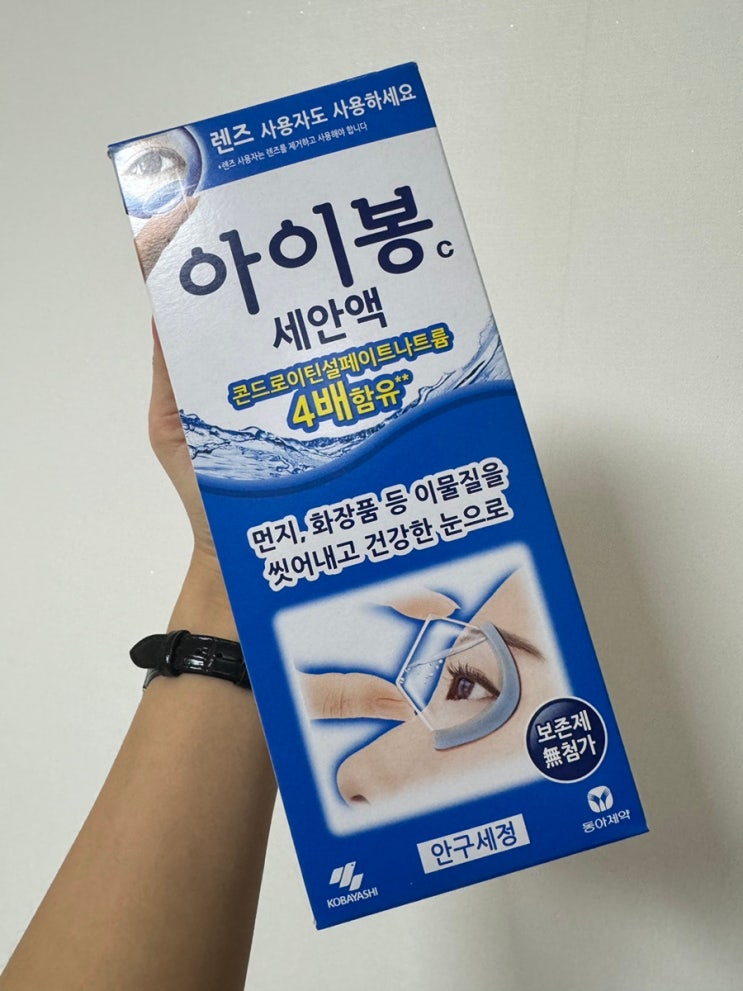 렌즈 사용자도 사용하세요
*렌즈 사용자는 렌즈를 제거하고 사용해야 합니다
아이봉c
세안액
콘드로이틴설페이트나트륨
4배함유**
먼지, 화장품 등 이물질을
씻어내고 건강한 눈으로
보존제
無첨가
안구세정
동아제약
KOBAYASHI